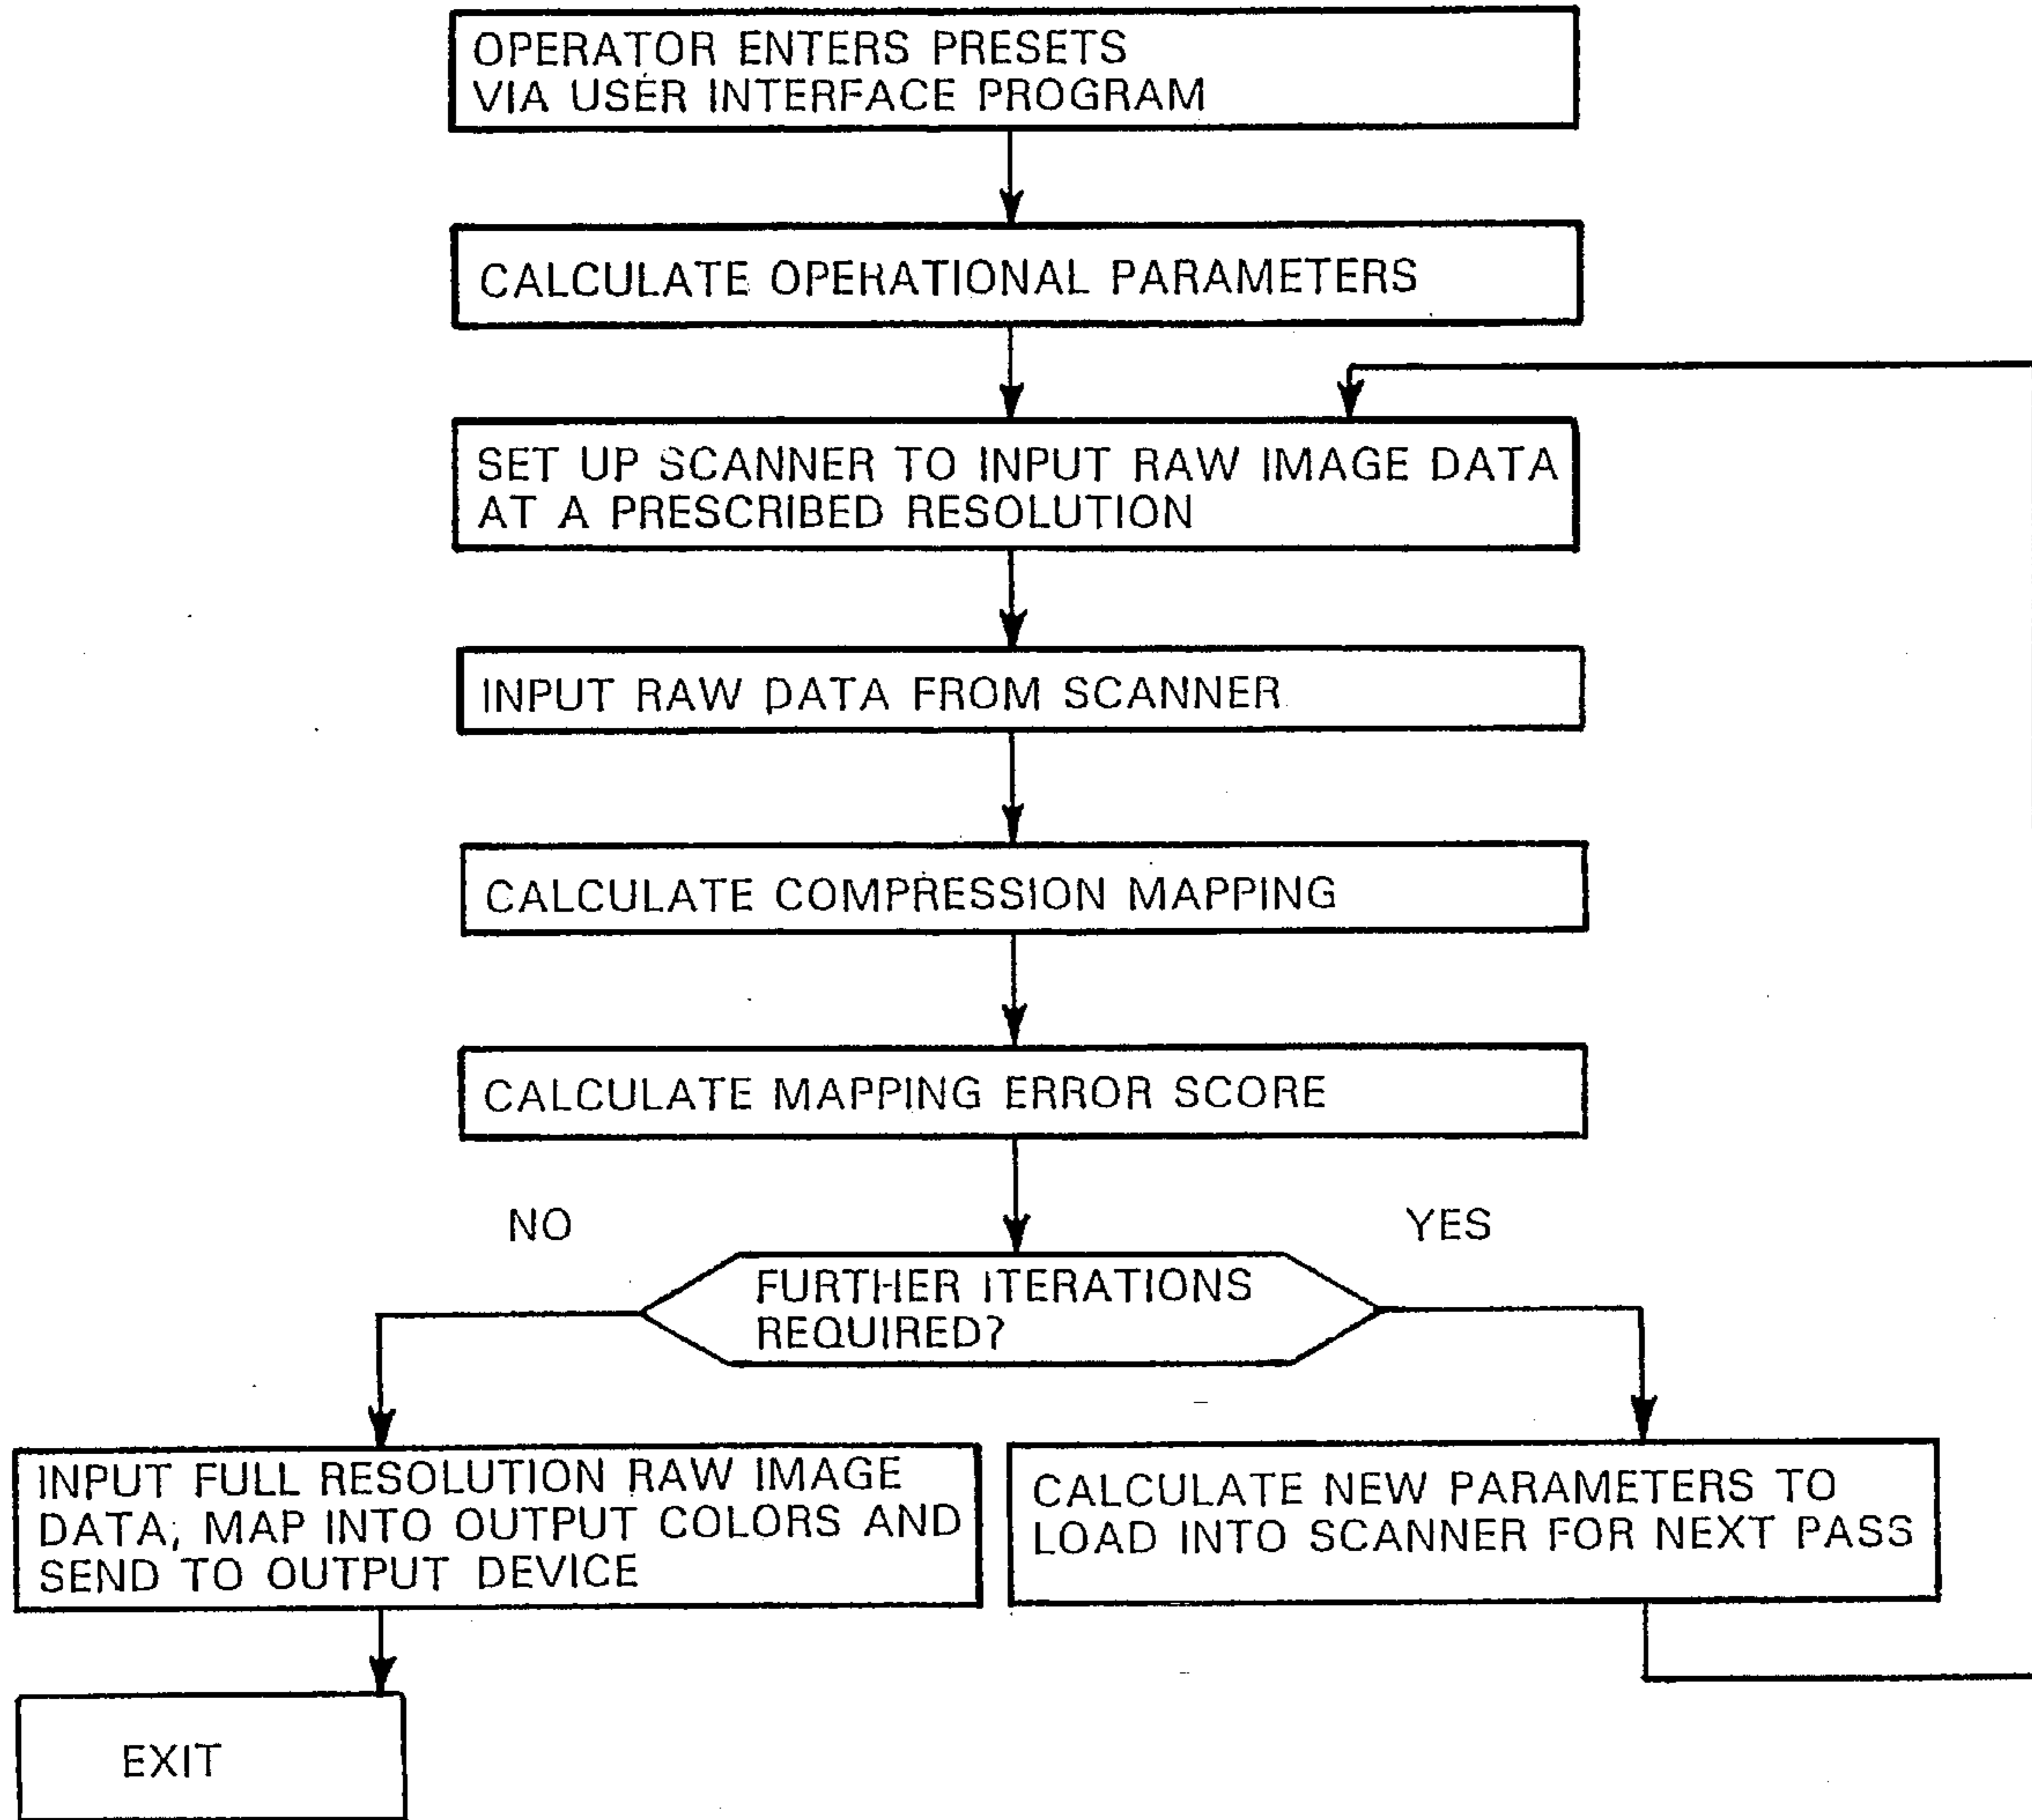 OPERATOR ENTERS PRESETS
VIA USER INTERFACE PROGRAM
CALCULATE OPERATIONAL PARAMETERS
SET UP SCANNER TO INPUT RAW IMAGE DATA
AT A PRESCRIBED RESOLUTION
INPUT RAW DATA FROM SCANNER
CALCULATE COMPRESSION MAPPING
CALCULATE MAPPING ERROR SCORE
NO
YES
FURTHER ITERATIONS
REQUIRED?
INPUT FULL RESOLUTION RAW IMAGE
DATA, MAP INTO OUTPUT COLORS AND
SEND TO OUTPUT DEVICE
CALCULATE NEW PARAMETERS TO
LOAD INTO SCANNER FOR NEXT PASS
EXIT